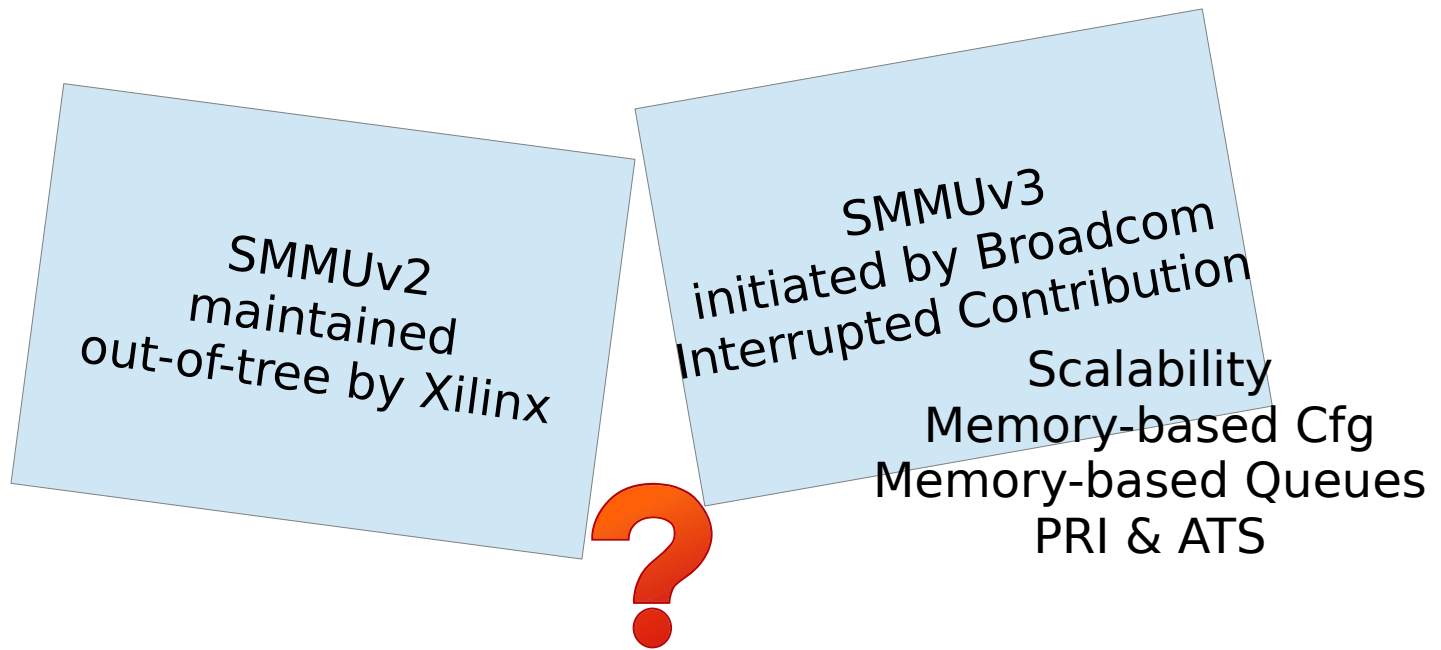 SMMUv2
maintained
out-of-tree by Xilinx
SMMUv3
initiated by Broadcom
Interrupted Contribution
Scalability
Memory-based Cfg
Memory-based Queues
PRI & ATS
?